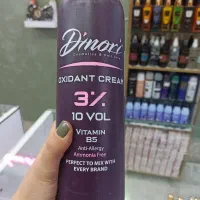 Dinori
OXIDANT CREAM
3%
10 VOL
VITAMIN
B5
Anti-Allergy
Ammonia Free
PERFECT TO MIX WITH
EVERY BRAND